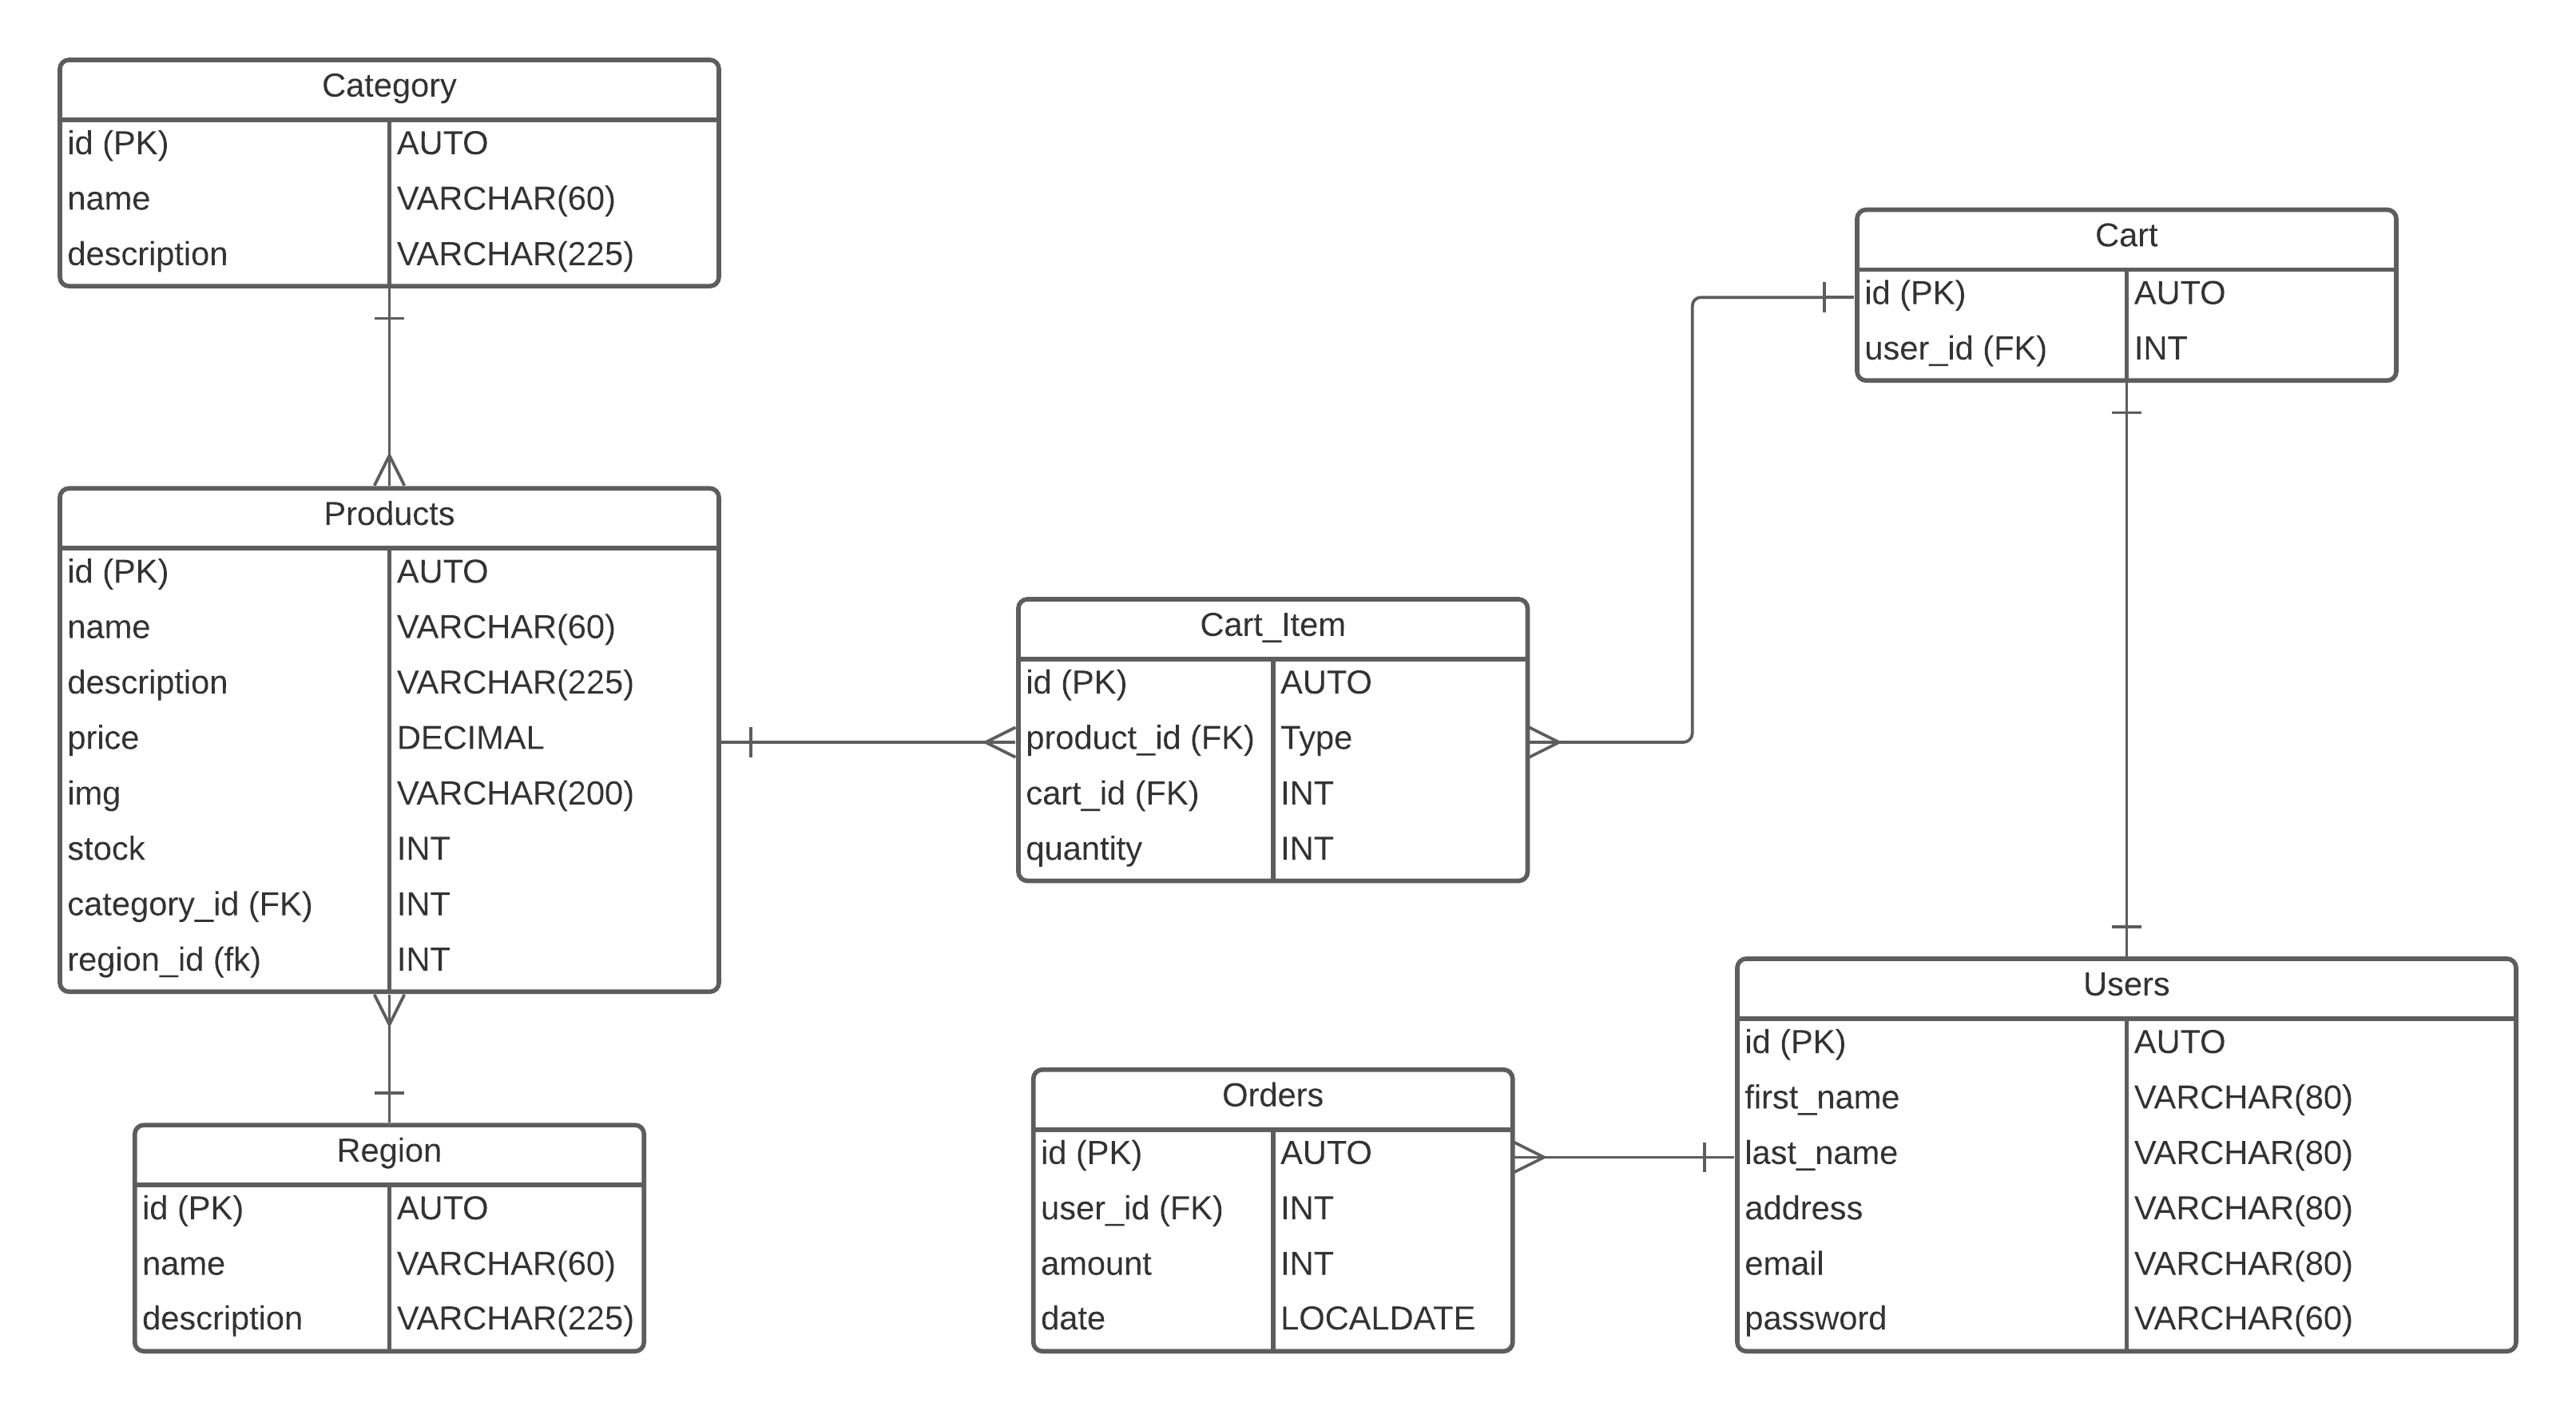 Category
id (PK) AUTO
name VARCHAR(60)
description VARCHAR(225)
Products
id (PK) AUTO
name VARCHAR(60)
description VARCHAR(225)
price DECIMAL
img VARCHAR(200)
stock INT
category_id (FK) INT
region_id (fk) INT
Region
id (PK) AUTO
name VARCHAR(60)
description VARCHAR(225)
Cart_Item
id (PK) AUTO
product_id (FK) Type
cart_id (FK) INT
quantity INT
Orders
id (PK) AUTO
user_id (FK) INT
amount INT
date LOCALDATE
Cart
id (PK) AUTO
user_id (FK) INT
Users
id (PK) AUTO
first_name VARCHAR(80)
last_name VARCHAR(80)
address VARCHAR(80)
email VARCHAR(80)
password VARCHAR(60)